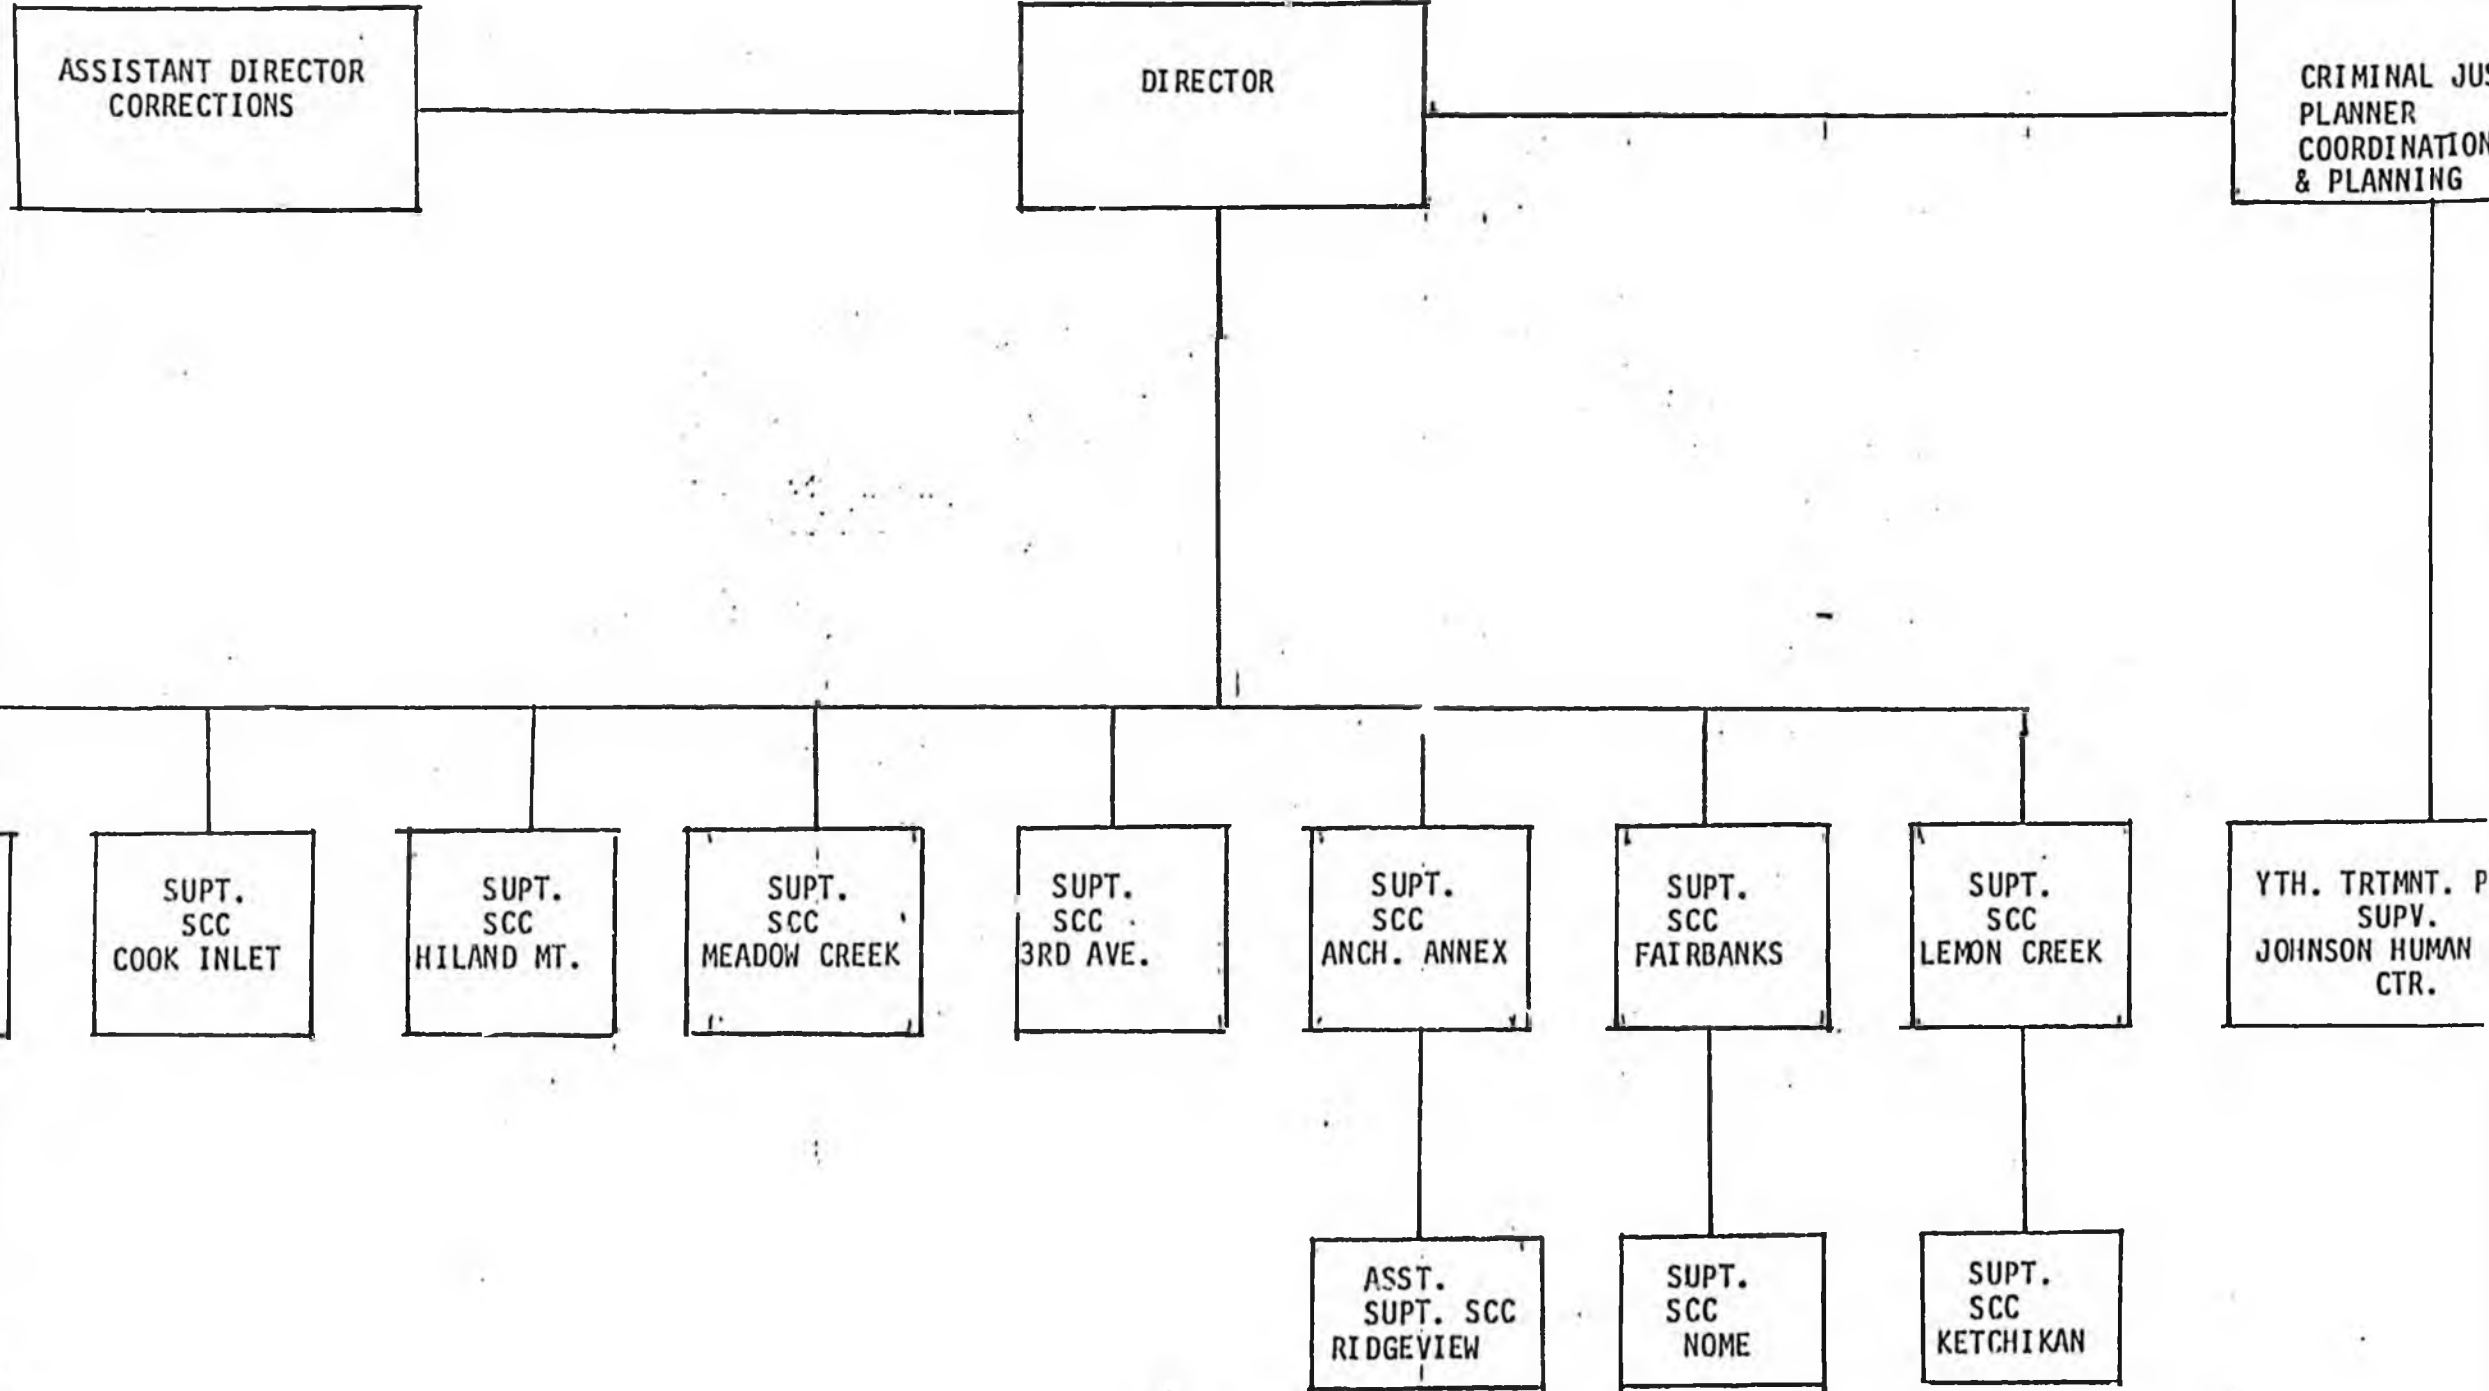 ASSISTANT DIRECTOR
CORRECTIONS
DIRECTOR
CRIMINAL
PLANNER
COORDINATION
& PLANNING
SUPT.
SCC
COOK INLET
SUPT.
SCC
HILAND MT.
SUPT.
SCC
MEADOW CREEK
SUPT.
SCC
3RD AVE.
SUPT.
SCC
ANCH. ANNEX
SUPT.
SCC
FAIRBANKS
SUPT.
SCC
LEMON CREEK
YTH. TRTMNT.
SUPV.
JOHNSON HUMAN
CTR.
ASST.
SUPT. SCC
RIDGEVIEW
SUPT.
SCC
NOME
SUPT.
SCC
KETCHIKAN